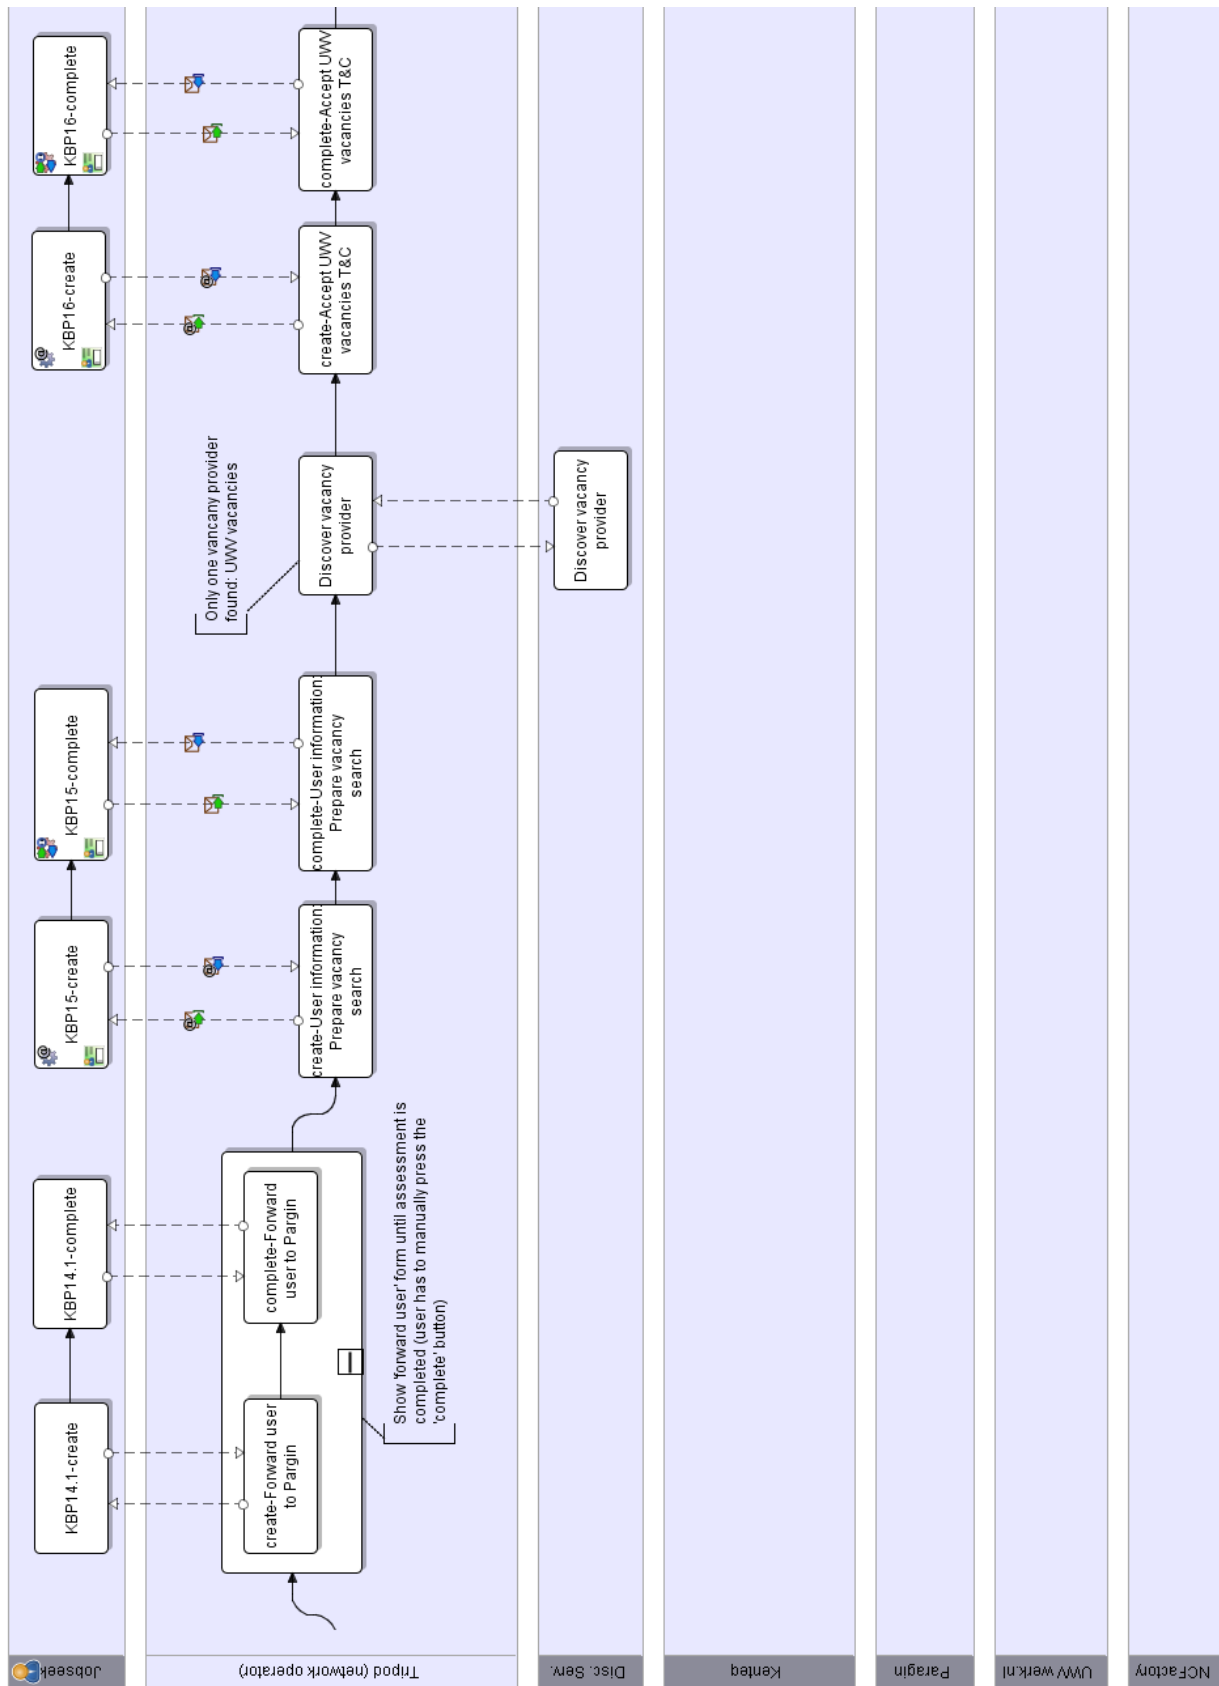 Jobseek
KBP14.1-create
KBP14.1-complete
KBP15-create
KBP15-complete
KBP16-create
KBP16-complete
Tripod (network operator)
create-Forward user
to Pargin
complete-Forward
user to Pargin
Show 'forward user' form until assessment is
completed (user has to manually press the
'complete' button)
create-User information:
Prepare vacancy
search
complete-User information:
Prepare vacancy
search
Only one vancany provider
found: UWV vacancies
Discover vacancy
provider
create-Accept UWV
vacancies T&C
complete-Accept UWV
vacancies T&C
Disc. Serv.
Discover vacancy
provider
Kenteq
Paragin
UWV werk.nl
NCFactory